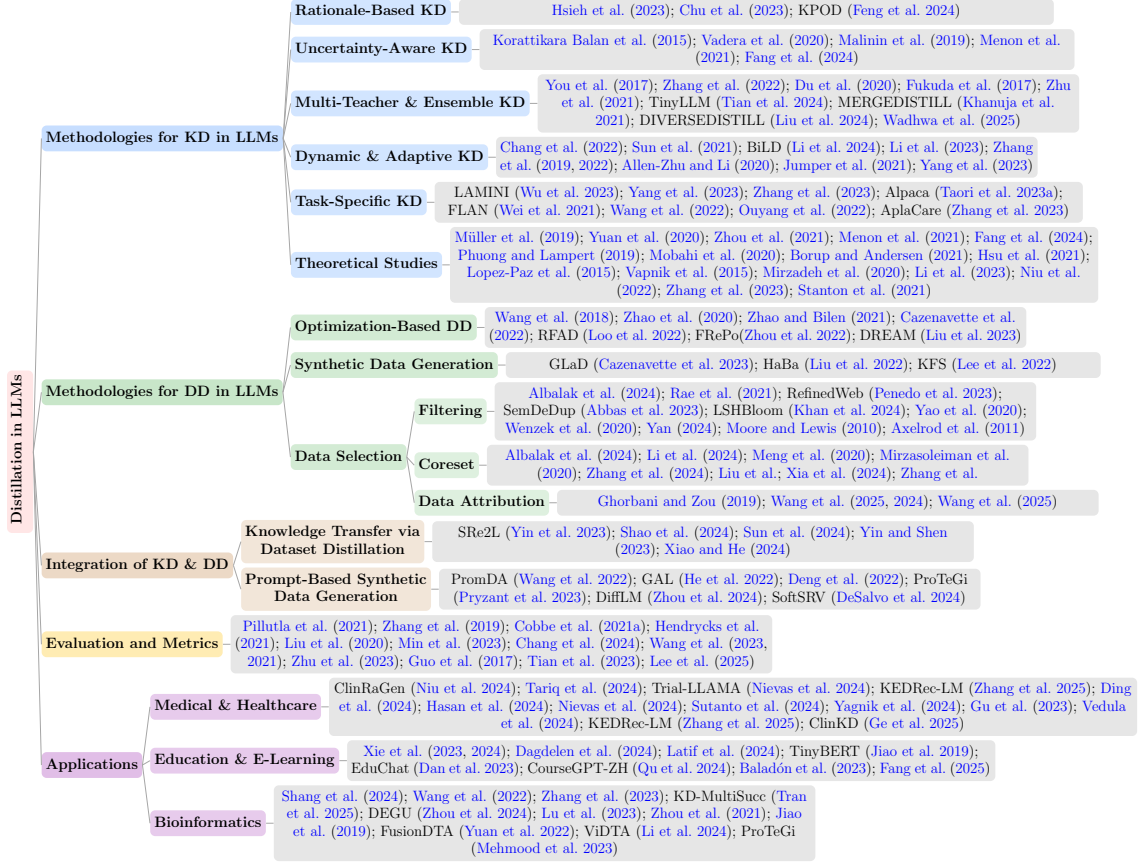 Distillation in LLMs
Methodologies for KD in LLMs
Rationale-Based KD
Hsieh et al. (2023); Chu et al. (2023); KPOD (Feng et al. 2024)
Uncertainty-Aware KD
Korattikara Balan et al. (2015); Vadera et al. (2020); Malinin et al. (2019); Menon et al.
(2021); Fang et al. (2024)
Multi-Teacher & Ensemble KD
You et al. (2017); Zhang et al. (2022); Du et al. (2020); Fukuda et al. (2017); Zhu
et al. (2021); TinyLLM (Tian et al. 2024); MERGEDISTILL (Khanuja et al.
2021); DIVERSEDISTILL (Liu et al. 2024); Wadhwa et al. (2025)
Dynamic & Adaptive KD
Chang et al. (2022); Sun et al. (2021); BiLD (Li et al. 2024); Li et al. (2023); Zhang
et al. (2019, 2022); Allen-Zhu and Li (2020); Jumper et al. (2021); Yang et al. (2023)
Task-Specific KD
LAMINI (Wu et al. 2023); Yang et al. (2023); Zhang et al. (2023); Alpaca (Taori et al. 2023a);
FLAN (Wei et al. 2021); Wang et al. (2022); Ouyang et al. (2022); AplaCare (Zhang et al. 2023)
Theoretical Studies
Müller et al. (2019); Yuan et al. (2020); Zhou et al. (2021); Menon et al. (2021); Fang et al. (2024);
Phuong and Lampert (2019); Mobahi et al. (2020); Borup and Andersen (2021); Hsu et al. (2021);
Lopez-Paz et al. (2015); Vapnik et al. (2015); Mirzadeh et al. (2020); Li et al. (2023); Niu et al.
(2022); Zhang et al. (2023); Stanton et al. (2021)
Methodologies for DD in LLMs
Optimization-Based DD
Wang et al. (2018); Zhao et al. (2020); Zhao and Bilen (2021); Cazenavette et al.
(2022); RFAD (Loo et al. 2022); FRePo(Zhou et al. 2022); DREAM (Liu et al. 2023)
Synthetic Data Generation
GLaD (Cazenavette et al. 2023); HaBa (Liu et al. 2022); KFS (Lee et al. 2022)
Data Selection
Filtering
Albalak et al. (2024); Rae et al. (2021); RefinedWeb (Penedo et al. 2023);
SemDeDup (Abbas et al. 2023); LSHBloom (Khan et al. 2024); Yao et al. (2020);
Wenzek et al. (2020); Yan (2024); Moore and Lewis (2010); Axelrod et al. (2011)
Coreset
Albalak et al. (2024); Li et al. (2024); Meng et al. (2020); Mirzasoleiman et al.
(2020); Zhang et al. (2024); Liu et al.; Xia et al. (2024); Zhang et al.
Data Attribution
Ghorbani and Zou (2019); Wang et al. (2025, 2024); Wang et al. (2025)
Integration of KD & DD
Knowledge Transfer via
Dataset Distillation
SRe2L (Yin et al. 2023); Shao et al. (2024); Sun et al. (2024); Yin and Shen
(2023); Xiao and He (2024)
Prompt-Based Synthetic
Data Generation
PromDA (Wang et al. 2022); GAL (He et al. 2022); Deng et al. (2022); ProTeGi
(Pryzant et al. 2023); DiffLM (Zhou et al. 2024); SoftSRV (DeSalvo et al. 2024)
Evaluation and Metrics
Pillutla et al. (2021); Zhang et al. (2019); Cobbe et al. (2021a); Hendrycks et al.
(2021); Liu et al. (2020); Min et al. (2023); Chang et al. (2024); Wang et al. (2023,
2021); Zhu et al. (2023); Guo et al. (2017); Tian et al. (2023); Lee et al. (2025)
Applications
Medical & Healthcare
ClinRaGen (Niu et al. 2024); Tariq et al. (2024); Trial-LLAMA (Nievas et al. 2024); KEDRec-LM (Zhang et al. 2025); Ding
et al. (2024); Hasan et al. (2024); Nievas et al. (2024); Sutanto et al. (2024); Yagnik et al. (2024); Gu et al. (2023); Vedula
et al. (2024); KEDRec-LM (Zhang et al. 2025); ClinKD (Ge et al. 2025)
Education & E-Learning
Xie et al. (2023, 2024); Dagdelen et al. (2024); Latif et al. (2024); TinyBERT (Jiao et al. 2019);
EduChat (Dan et al. 2023); CourseGPT-ZH (Qu et al. 2024); Baladón et al. (2023); Fang et al. (2025)
Bioinformatics
Shang et al. (2024); Wang et al. (2022); Zhang et al. (2023); KD-MultiSucc (Tran
et al. 2025); DEGU (Zhou et al. 2024); Lu et al. (2023); Zhou et al. (2021); Jiao
et al. (2019); FusionDTA (Yuan et al. 2022); ViDTA (Li et al. 2024); ProTeGi
(Mehmood et al. 2023)